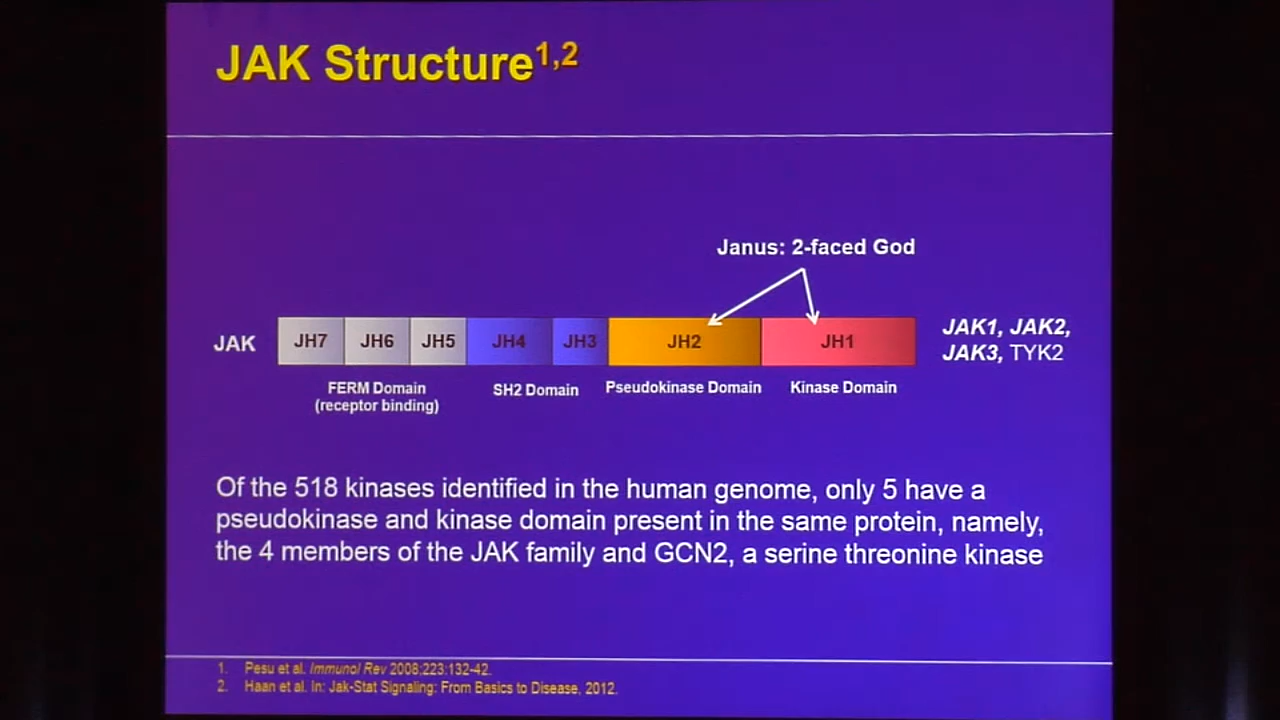 JAK Structure1,2
Janus: 2-faced God
JAK
JH7
JH6
JH5
JH4
JH3
JH2
JH1
JAK1, JAK2,
JAK3, TYK2
FERM Domain
(receptor binding)
SH2 Domain
Pseudokinase Domain
Kinase Domain
Of the 518 kinases identified in the human genome, only 5 have a
pseudokinase and kinase domain present in the same protein, namely,
the 4 members of the JAK family and GCN2, a serine threonine kinase
1. Pesu et al. Immunol Rev 2008;223:132-42.
2. Haan et al. In: Jak-Stat Signaling: From Basics to Disease, 2012.